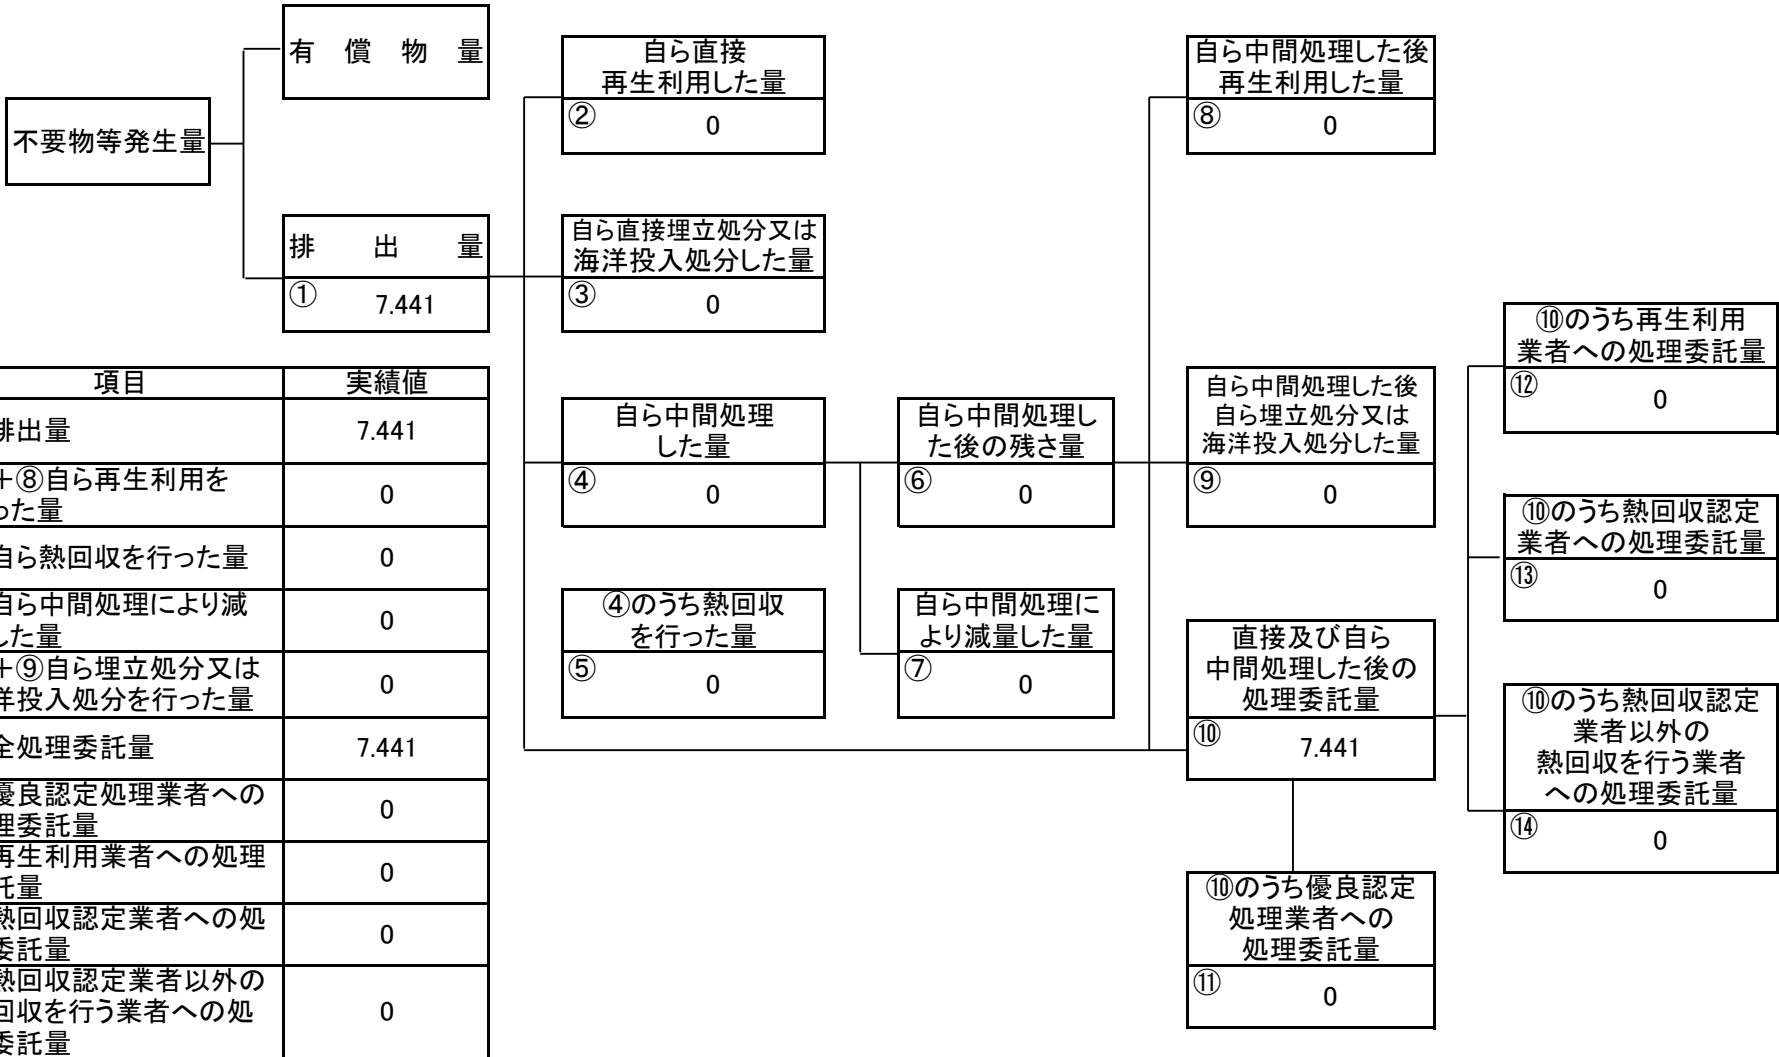 有償物量
不要物等発生量
排出量
① 7.441
自ら直接
再生利用した量
② 0
自ら直接埋立処分又は
海洋投入処分した量
③ 0
自ら中間処理
した量
④ 0
④のうち熱回収
を行った量
⑤ 0
自ら中間処理し
た後の残さ量
⑥ 0
自ら中間処理に
より減量した量
⑦ 0
自ら中間処理した後
再生利用した量
⑧ 0
自ら中間処理した後
自ら埋立処分又は
海洋投入処分した量
⑨ 0
直接及び自ら
中間処理した後の
処理委託量
⑩ 7.441
⑩のうち優良認定
処理業者への
処理委託量
⑪ 0
⑩のうち再生利用
業者への処理委託量
⑫ 0
⑩のうち熱回収認定
業者への処理委託量
⑬ 0
⑩のうち熱回収認定
業者以外の
熱回収を行う業者
への処理委託量
⑭ 0
項目 実績値
排出量 7.441
+⑧自ら再生利用を
った量 0
自ら熱回収を行った量 0
自ら中間処理により減
した量 0
+⑨自ら埋立処分又は
洋投入処分を行った量 0
全処理委託量 7.441
優良認定処理業者への
理委託量 0
再生利用業者への処理
託量 0
熱回収認定業者への処
委託量 0
熱回収認定業者以外の
回収を行う業者への処
委託量 0